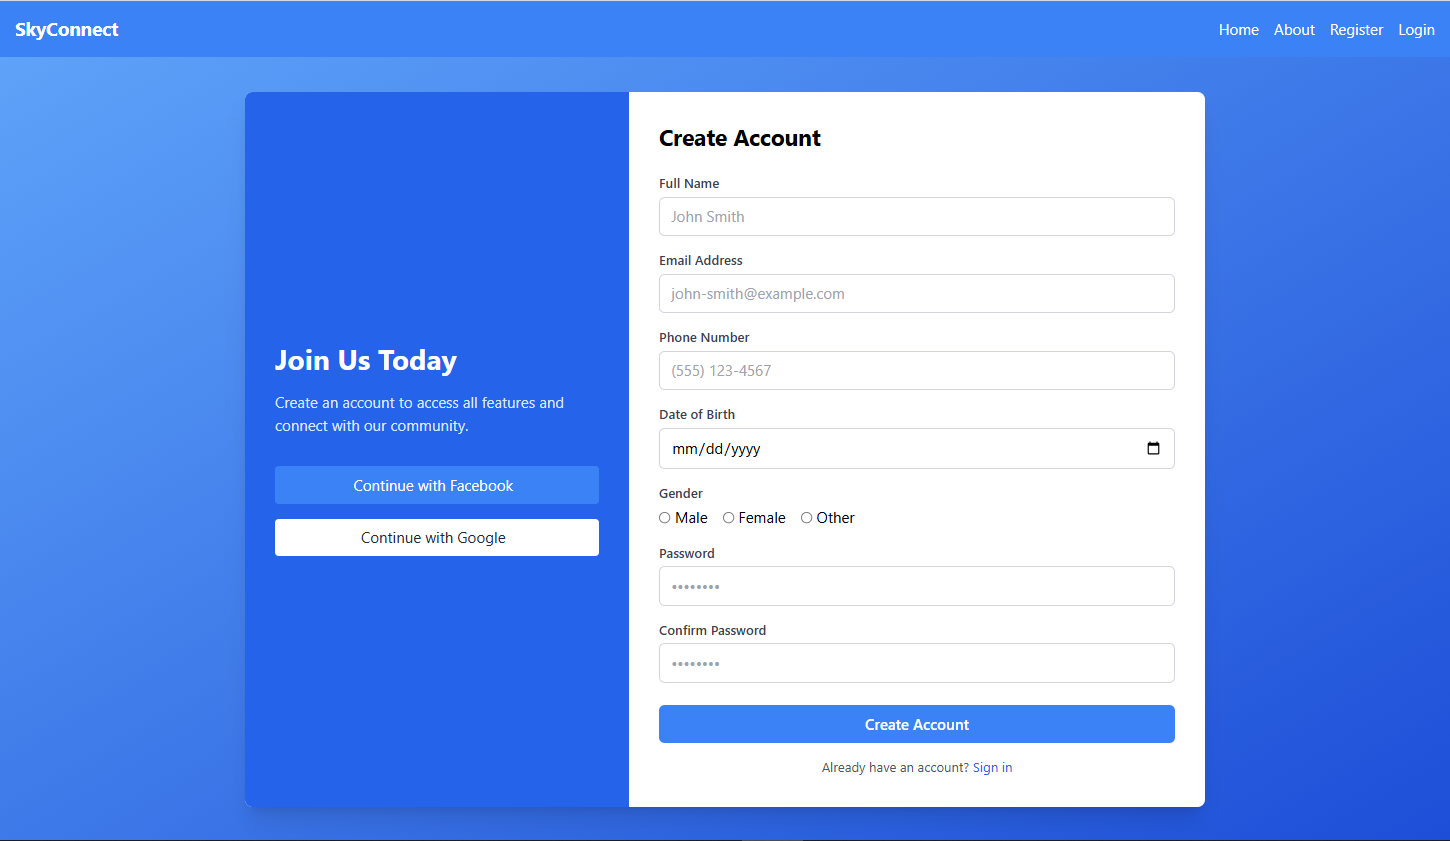 SkyConnect
Home About Register Login
Join Us Today
Create an account to access all features and
connect with our community.
Continue with Facebook
Continue with Google
Create Account
Full Name
John Smith
Email Address
john-smith@example.com
Phone Number
(555) 123-4567
Date of Birth
mm/dd/yyyy
Gender
Male Female Other
Password
••••••••
Confirm Password
••••••••
Create Account
Already have an account? Sign in